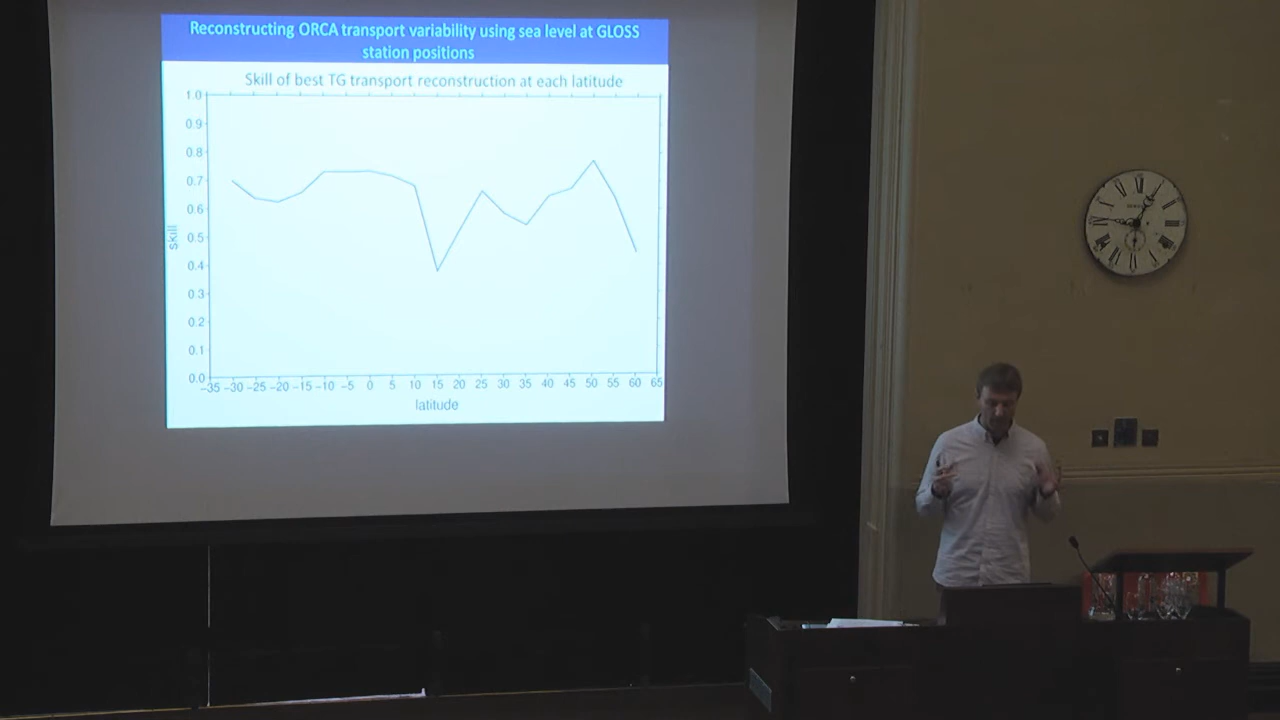 Reconstructing ORCA transport variability using sea level at GLOSS
station positions
Skill of best TG transport reconstruction at each latitude
1.0
0.9
0.8
0.7
0.6
0.5
0.4
0.3
0.2
0.1
0.0
skill
−35 −30 −25 −20 −15 −10 −5 0 5 10 15 20 25 30 35 40 45 50 55 60 65
latitude